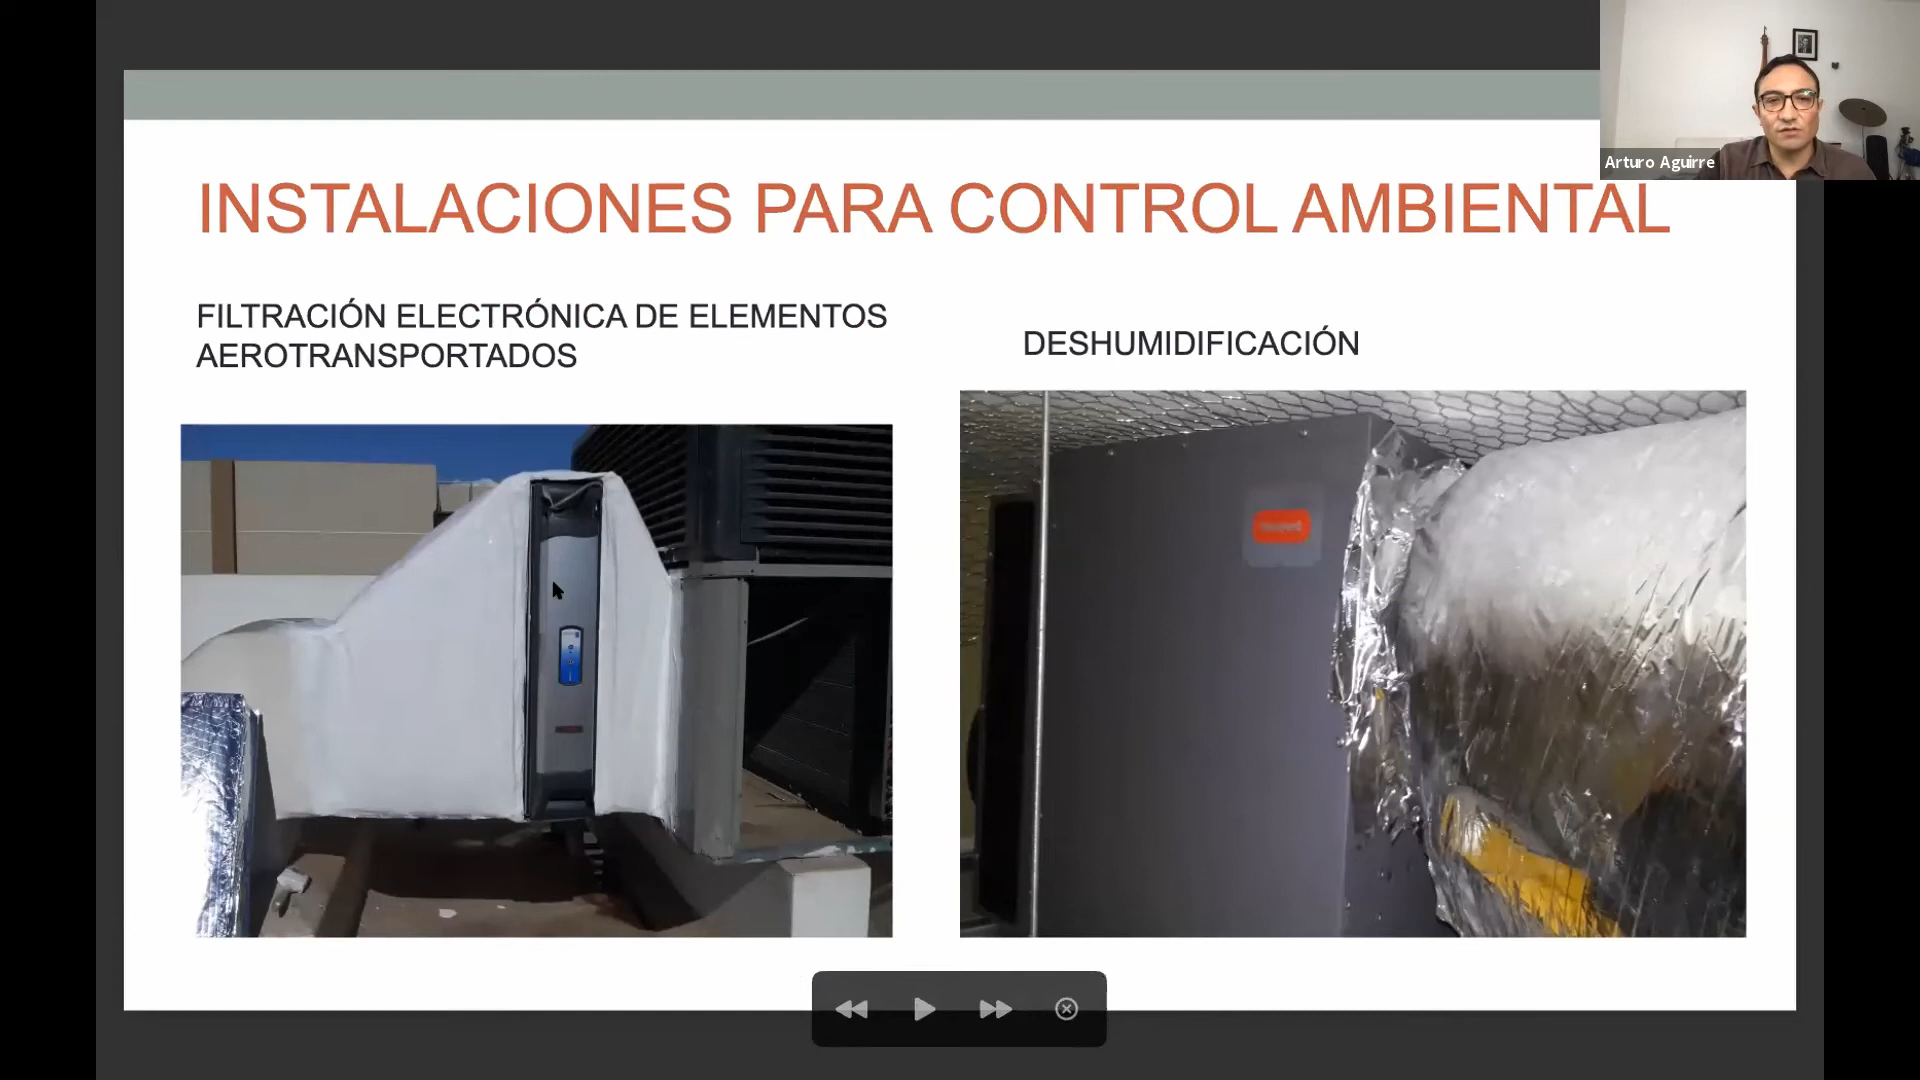 Arturo Aguirre
INSTALACIONES PARA CONTROL AMBIENTAL
FILTRACIÓN ELECTRÓNICA DE ELEMENTOS
AEROTRANSPORTADOS
DESHUMIDIFICACIÓN